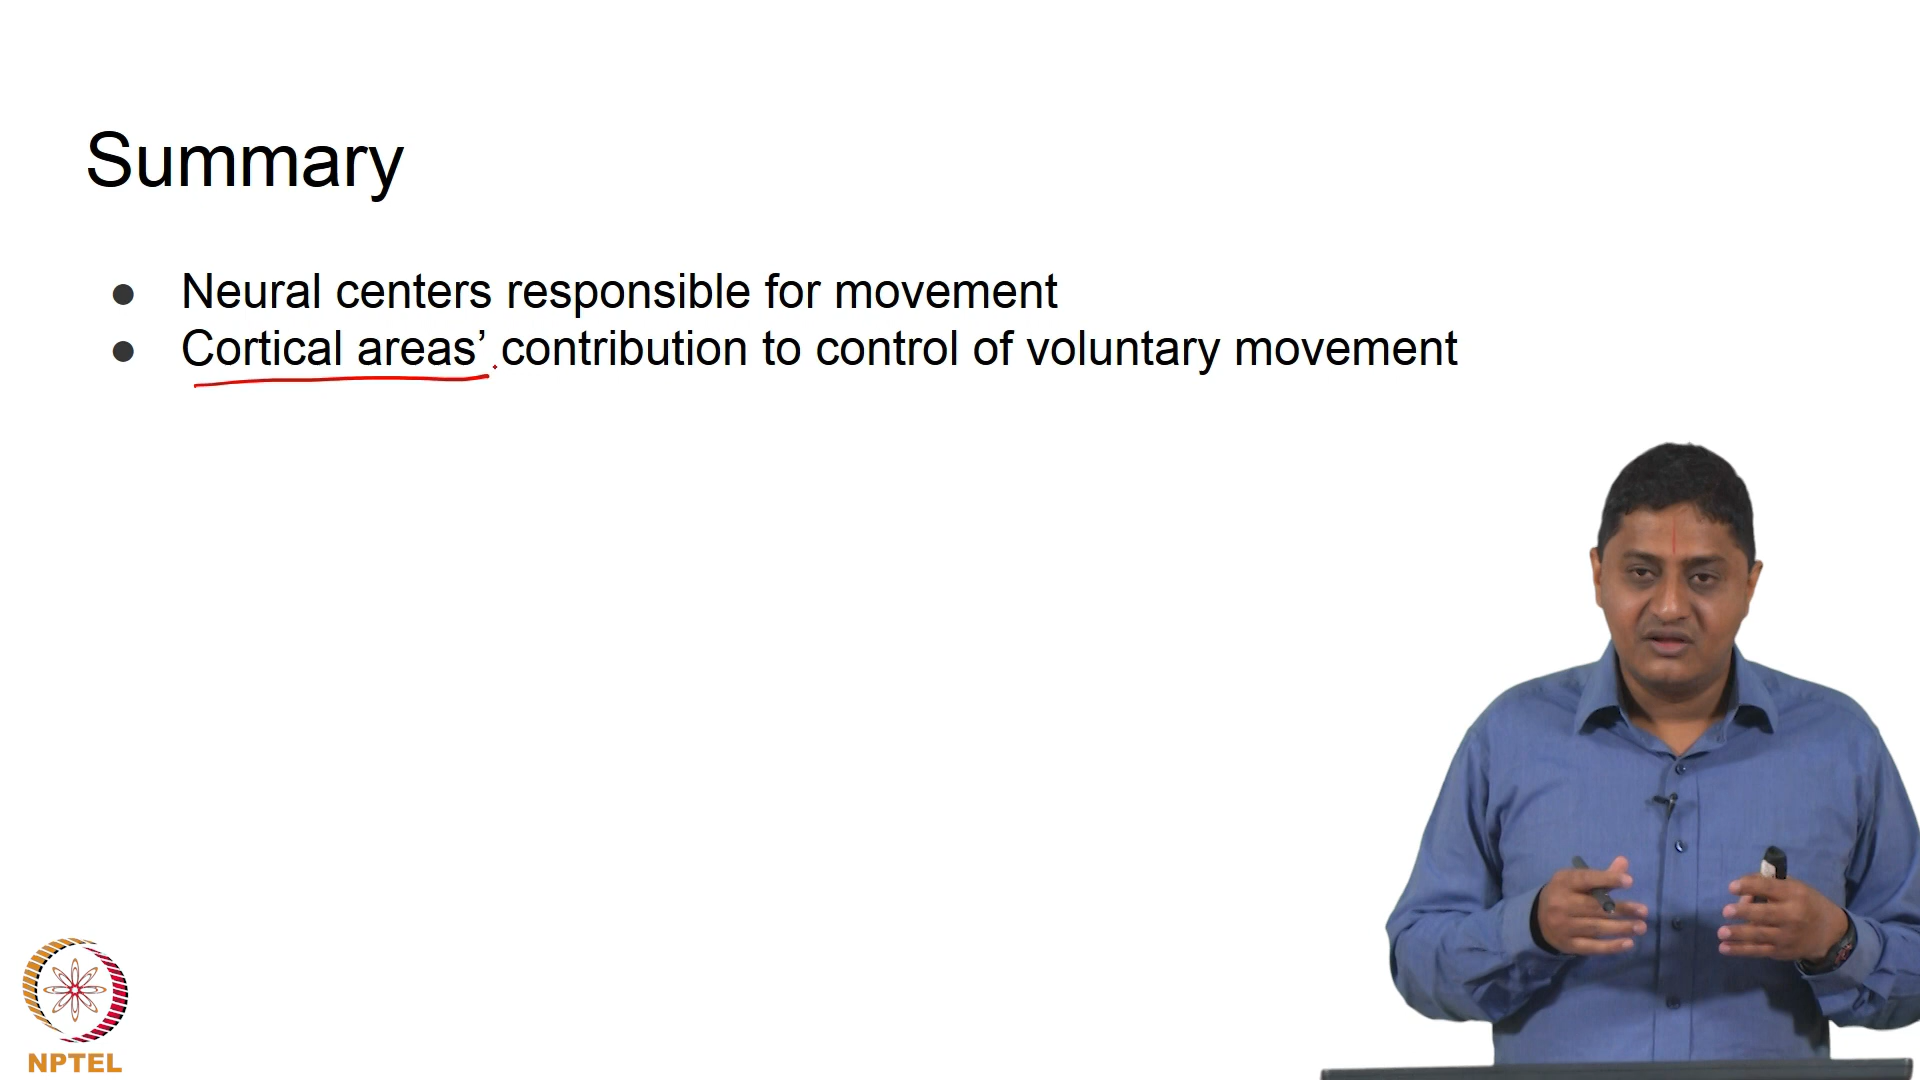 Summary
● Neural centers responsible for movement
● Cortical areas’ contribution to control of voluntary movement
NPTEL